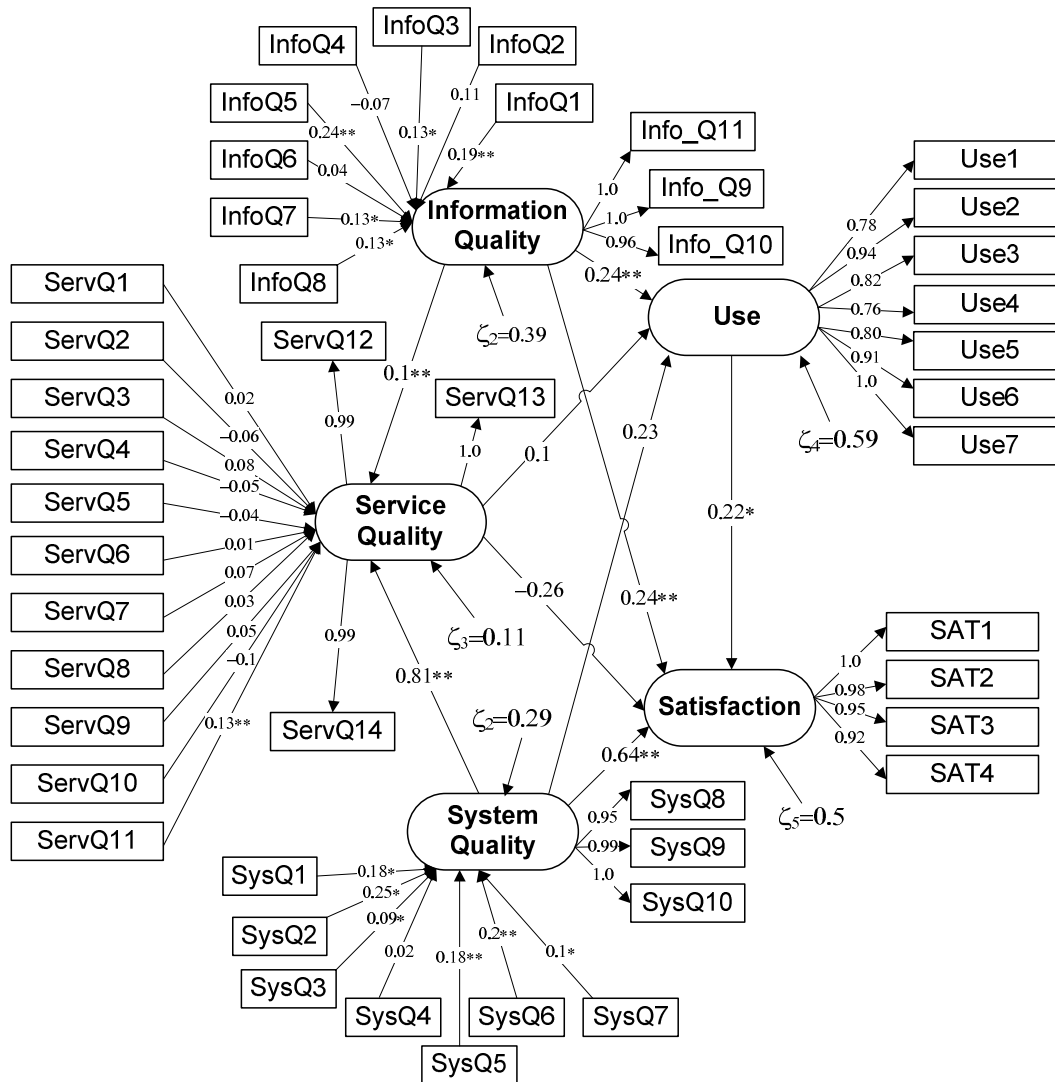 InfoQ3
InfoQ4
InfoQ2
InfoQ5
InfoQ1
InfoQ6
InfoQ7
InfoQ8
−0.07
0.11
0.24**
0.13*
0.04
0.19**
0.13*
0.13*
Information
Quality
Info_Q11
Info_Q9
Info_Q10
1.0
1.0
0.96
0.24**
ζ2=0.39
Use
Use1
Use2
Use3
Use4
Use5
Use6
Use7
0.78
0.94
0.82
0.76
0.80
0.91
1.0
ζ4=0.59
ServQ1
ServQ2
ServQ3
ServQ4
ServQ5
ServQ6
ServQ7
ServQ8
ServQ9
ServQ10
ServQ11
0.02
−0.06
0.08
−0.05
−0.04
0.01
0.07
0.03
0.05
−0.1
0.13**
ServQ12
ServQ13
0.1**
0.99
1.0
Service
Quality
0.1
0.23
0.22*
−0.26
0.24**
0.99
ζ3=0.11
0.81**
ServQ14
ζ2=0.29
0.64**
Satisfaction
SAT1
SAT2
SAT3
SAT4
1.0
0.98
0.95
0.92
ζ5=0.5
System
Quality
SysQ8
SysQ9
SysQ10
0.95
0.99
1.0
SysQ1
SysQ2
SysQ3
SysQ4
SysQ5
SysQ6
SysQ7
0.18*
0.25*
0.09*
0.02
0.18**
0.2**
0.1*